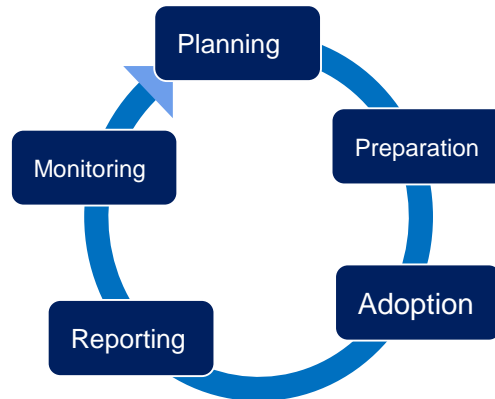 Planning
Preparation
Adoption
Reporting
Monitoring